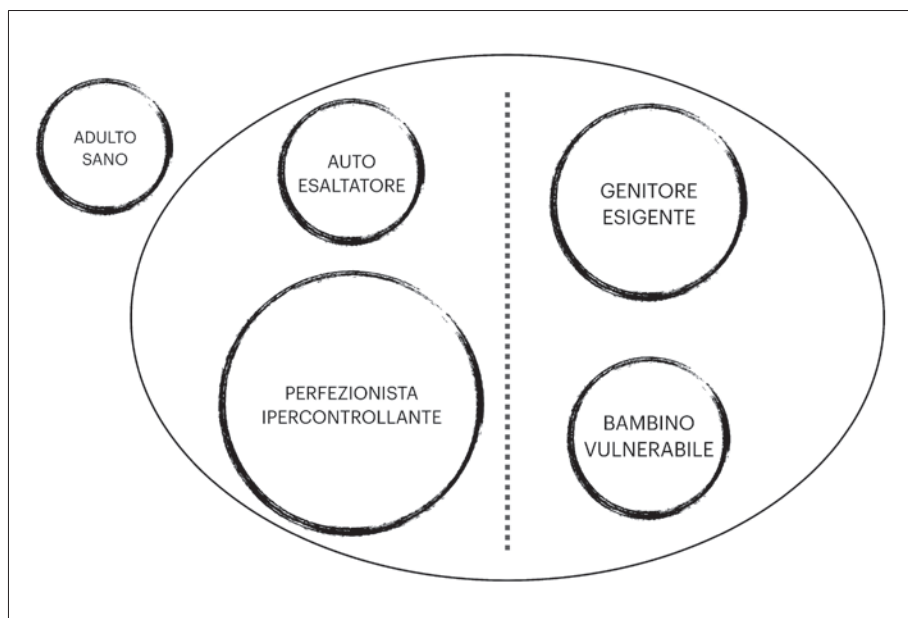 ADULTO
SANO
AUTO
ESALTATORE
GENITORE
ESIGENTE
PERFEZIONISTA
IPERCONTROLLANTE
BAMBINO
VULNERABILE